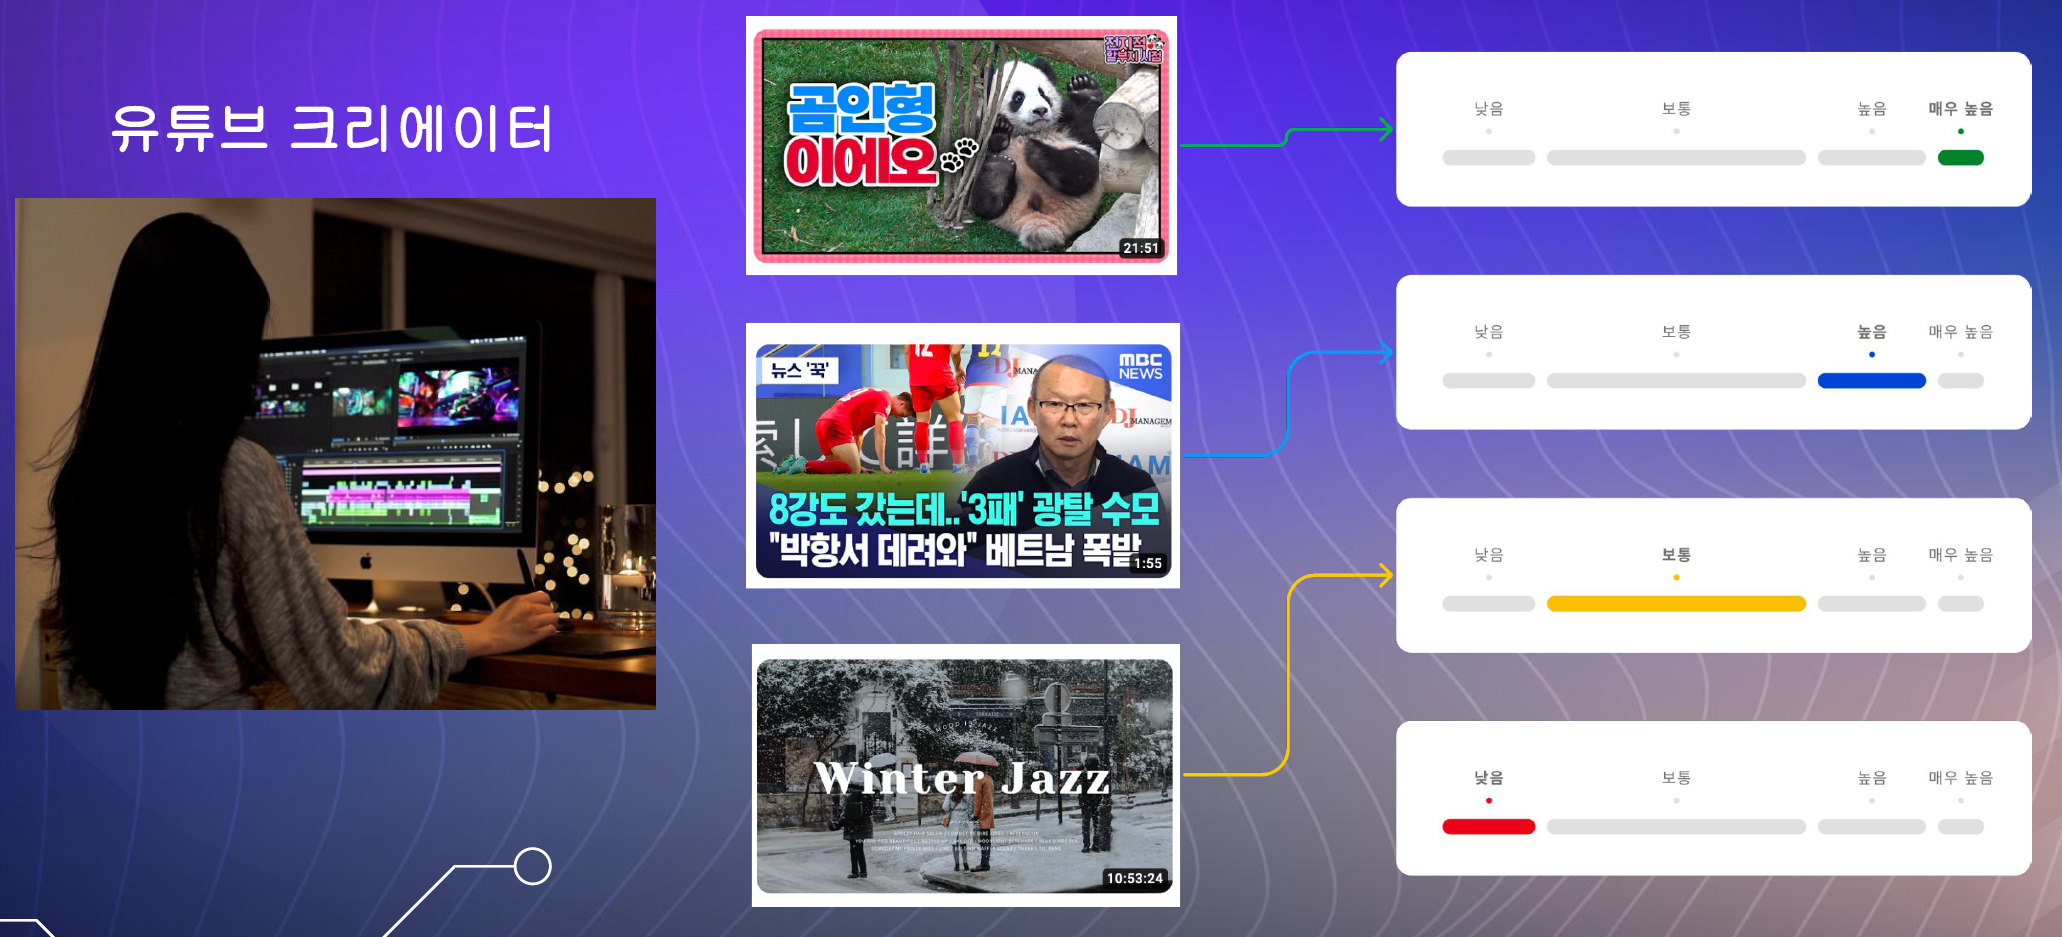 유튜브 크리에이터
전지적
할부지 시점
곰인형
이에오
21:51
뉴스 '꾹'
MBC
NEWS
DJ
MANAGEM
8강도 갔는데.. '3패' 광탈 수모
"박항서 데려와" 베트남 폭발
1:55
MOOD IS JAZZ
Winter Jazz
10:53:24
낮음 보통 높음 매우 높음
낮음 보통 높음 매우 높음
낮음 보통 높음 매우 높음
낮음 보통 높음 매우 높음